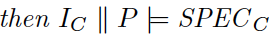 then I_C ∥ P ⊨ SPEC_C